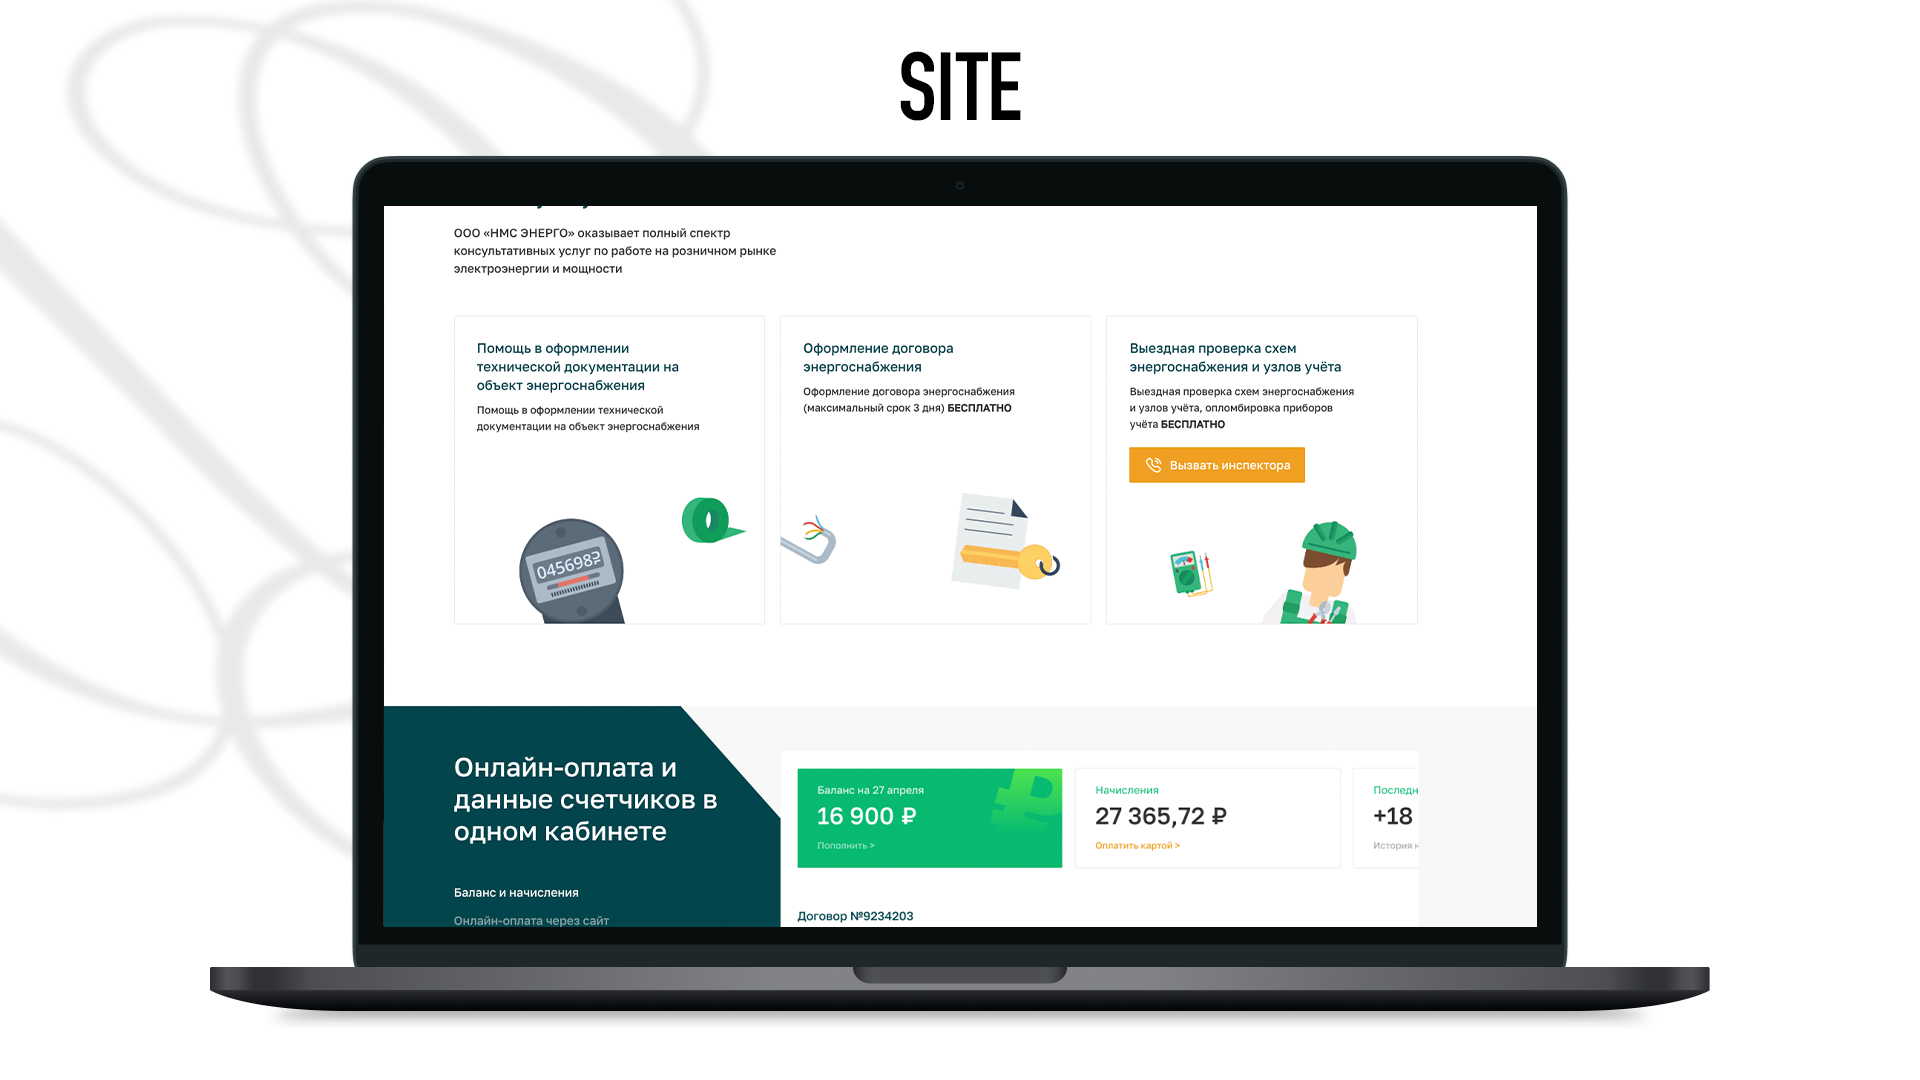 SITE
ООО «НМС ЭНЕРГО» оказывает полный спектр
консультативных услуг по работе на розничном рынке
электроэнергии и мощности
Помощь в оформлении
технической документации на
объект энергоснабжения
Помощь в оформлении технической
документации на объект энергоснабжения
Оформление договора
энергоснабжения
Оформление договора энергоснабжения
(максимальный срок 3 дня) БЕСПЛАТНО
Выездная проверка схем
энергоснабжения и узлов учёта
Выездная проверка схем энергоснабжения
и узлов учёта, опломбировка приборов
учёта БЕСПЛАТНО
Вызвать инспектора
045698
Онлайн-оплата и
данные счетчиков в
одном кабинете
Баланс и начисления
Онлайн-оплата через сайт
Баланс на 27 апреля
16 900 ₽
Пополнить >
Начисления
27 365,72 ₽
Оплатить картой >
Последн
+18
История н
Договор №9234203